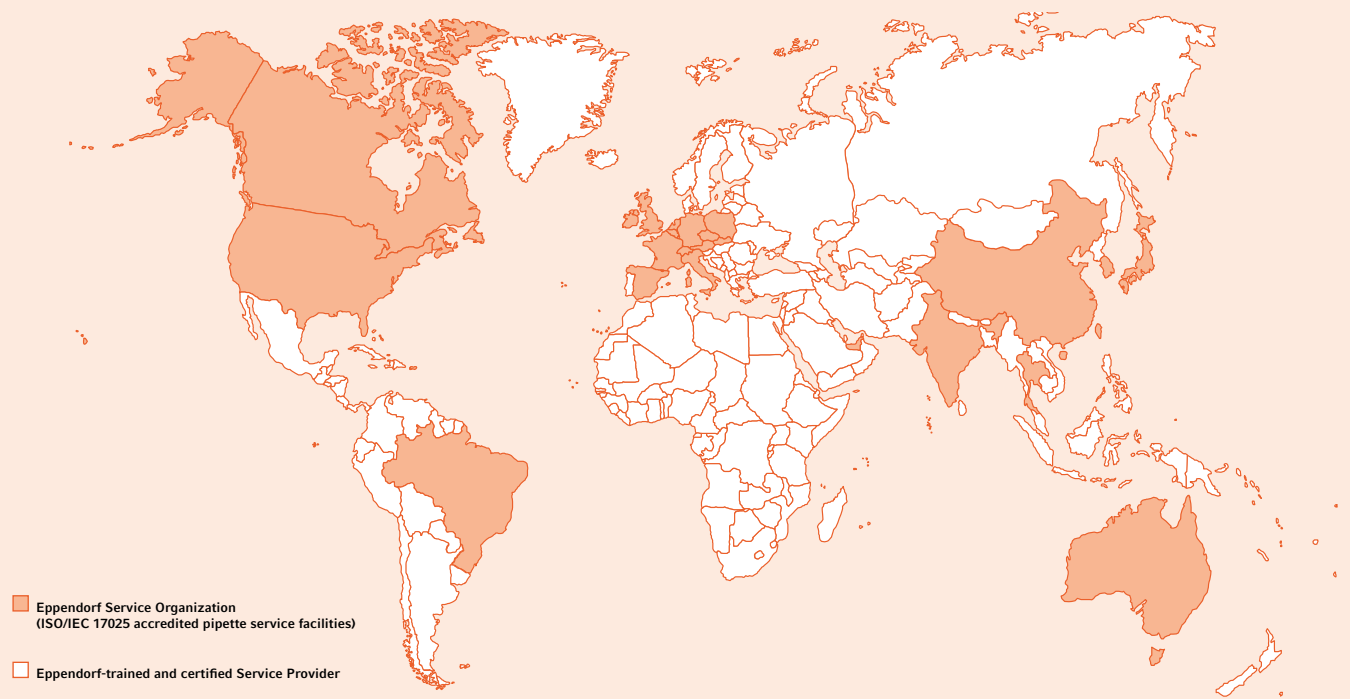 Eppendorf Service Organization
(ISO/IEC 17025 accredited pipette service facilities)
Eppendorf-trained and certified Service Provider